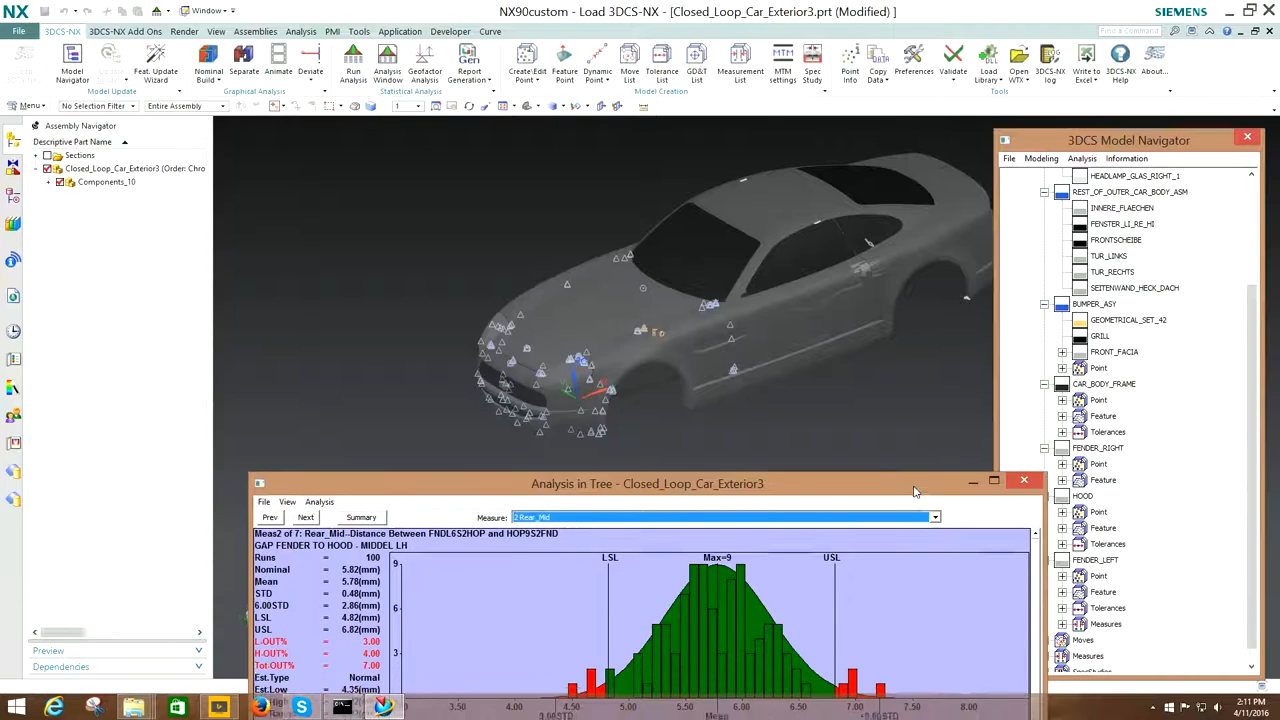 NX
Window
NX90custom - Load 3DCS-NX - [Closed_Loop_Car_Exterior3.prt (Modified) ]
SIEMENS
File 3DCS-NX 3DCS-NX Add Ons Render View Assemblies Analysis PMI Tools Application Developer Curve
Find a Command
Model Navigator
Feat. Update Wizard
Nominal Build
Separate
Animate
Deviate
Run Analysis
Analysis Window
Geofactor Analysis
Report Generation
Create\Edit Point
Feature Point
Dynamic Point
Move List
Tolerance List
GD&T List
Measurement List
MTM settings
Spec Study
Point Info
Copy Data
Preferences
Validate
Load Library
Open WTX
3DCS-NX log
Write to Excel
3DCS-NX Help
About...
Model Update
Graphical Analysis
Statistical Analysis
Model Creation
Tools
Menu
No Selection Filter
Entire Assembly
1
Assembly Navigator
Descriptive Part Name
Sections
Closed_Loop_Car_Exterior3 (Order: Chro
Components_10
Preview
Dependencies
3DCS Model Navigator
File Modeling Analysis Information
HEADLAMP_GLAS_RIGHT_1
REST_OF_OUTER_CAR_BODY_ASM
INNERE_FLAECHEN
FENSTER_LI_RE_HI
FRONTSCHEIBE
TUR_LINKS
TUR_RECHTS
SEITENWAND_HECK_DACH
BUMPER_ASY
GEOMETRICAL_SET_42
GRILL
FRONT_FACIA
Point
CAR_BODY_FRAME
Point
Feature
Tolerances
FENDER_RIGHT
Point
Feature
HOOD
Point
Feature
Tolerances
FENDER_LEFT
Point
Feature
Tolerances
Measures
Moves
Measures
Analysis in Tree - Closed_Loop_Car_Exterior3
File View Analysis
Prev Next Summary Measure: 2 Rear_Mid
Meas2 of 7: Rear_Mid--Distance Between FNDL6S2HOP and HOP9S2FND
GAP FENDER TO HOOD - MIDDEL LH
Runs = 100
Nominal = 5.82(mm)
Mean = 5.78(mm)
STD = 0.48(mm)
6.00STD = 2.86(mm)
LSL = 4.82(mm)
USL = 6.82(mm)
L-OUT% = 3.00
H-OUT% = 4.00
Tot-OUT% = 7.00
Est.Type Normal
Est.Low = 4.35(mm)
LSL Max=9 USL
9
6
3
4.00 4.50 5.00 5.50 6.00 6.50 7.00 7.50 8.00
2:11 PM
4/11/2016